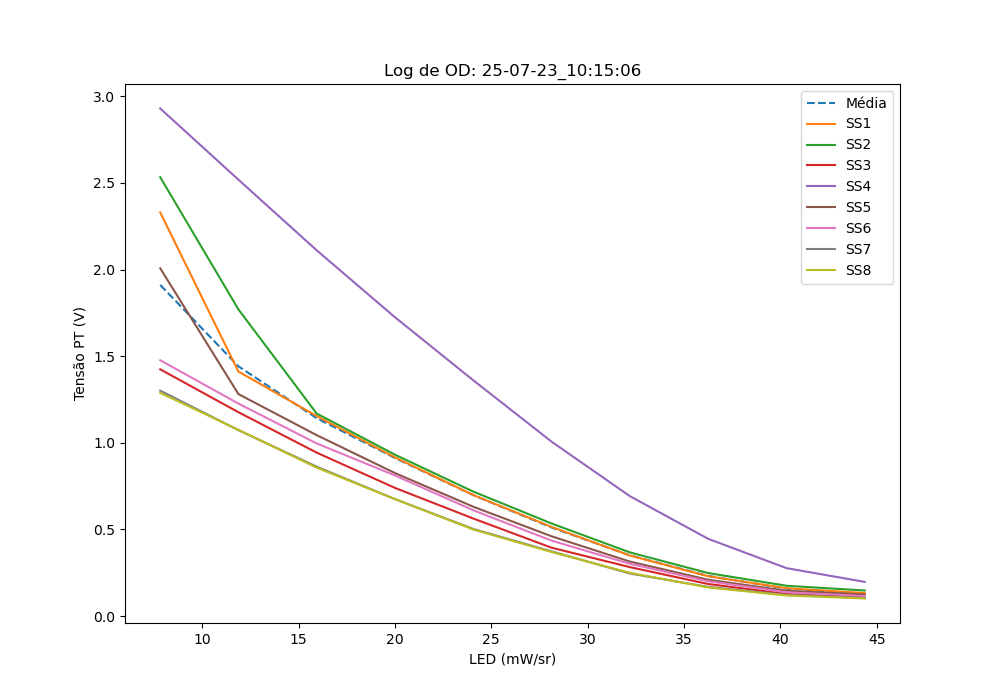 Log de OD: 25-07-23_10:15:06
Média
SS1
SS2
SS3
SS4
SS5
SS6
SS7
SS8
3.0
2.5
2.0
1.5
1.0
0.5
0.0
Tensão PT (V)
10 15 20 25 30 35 40 45
LED (mW/sr)